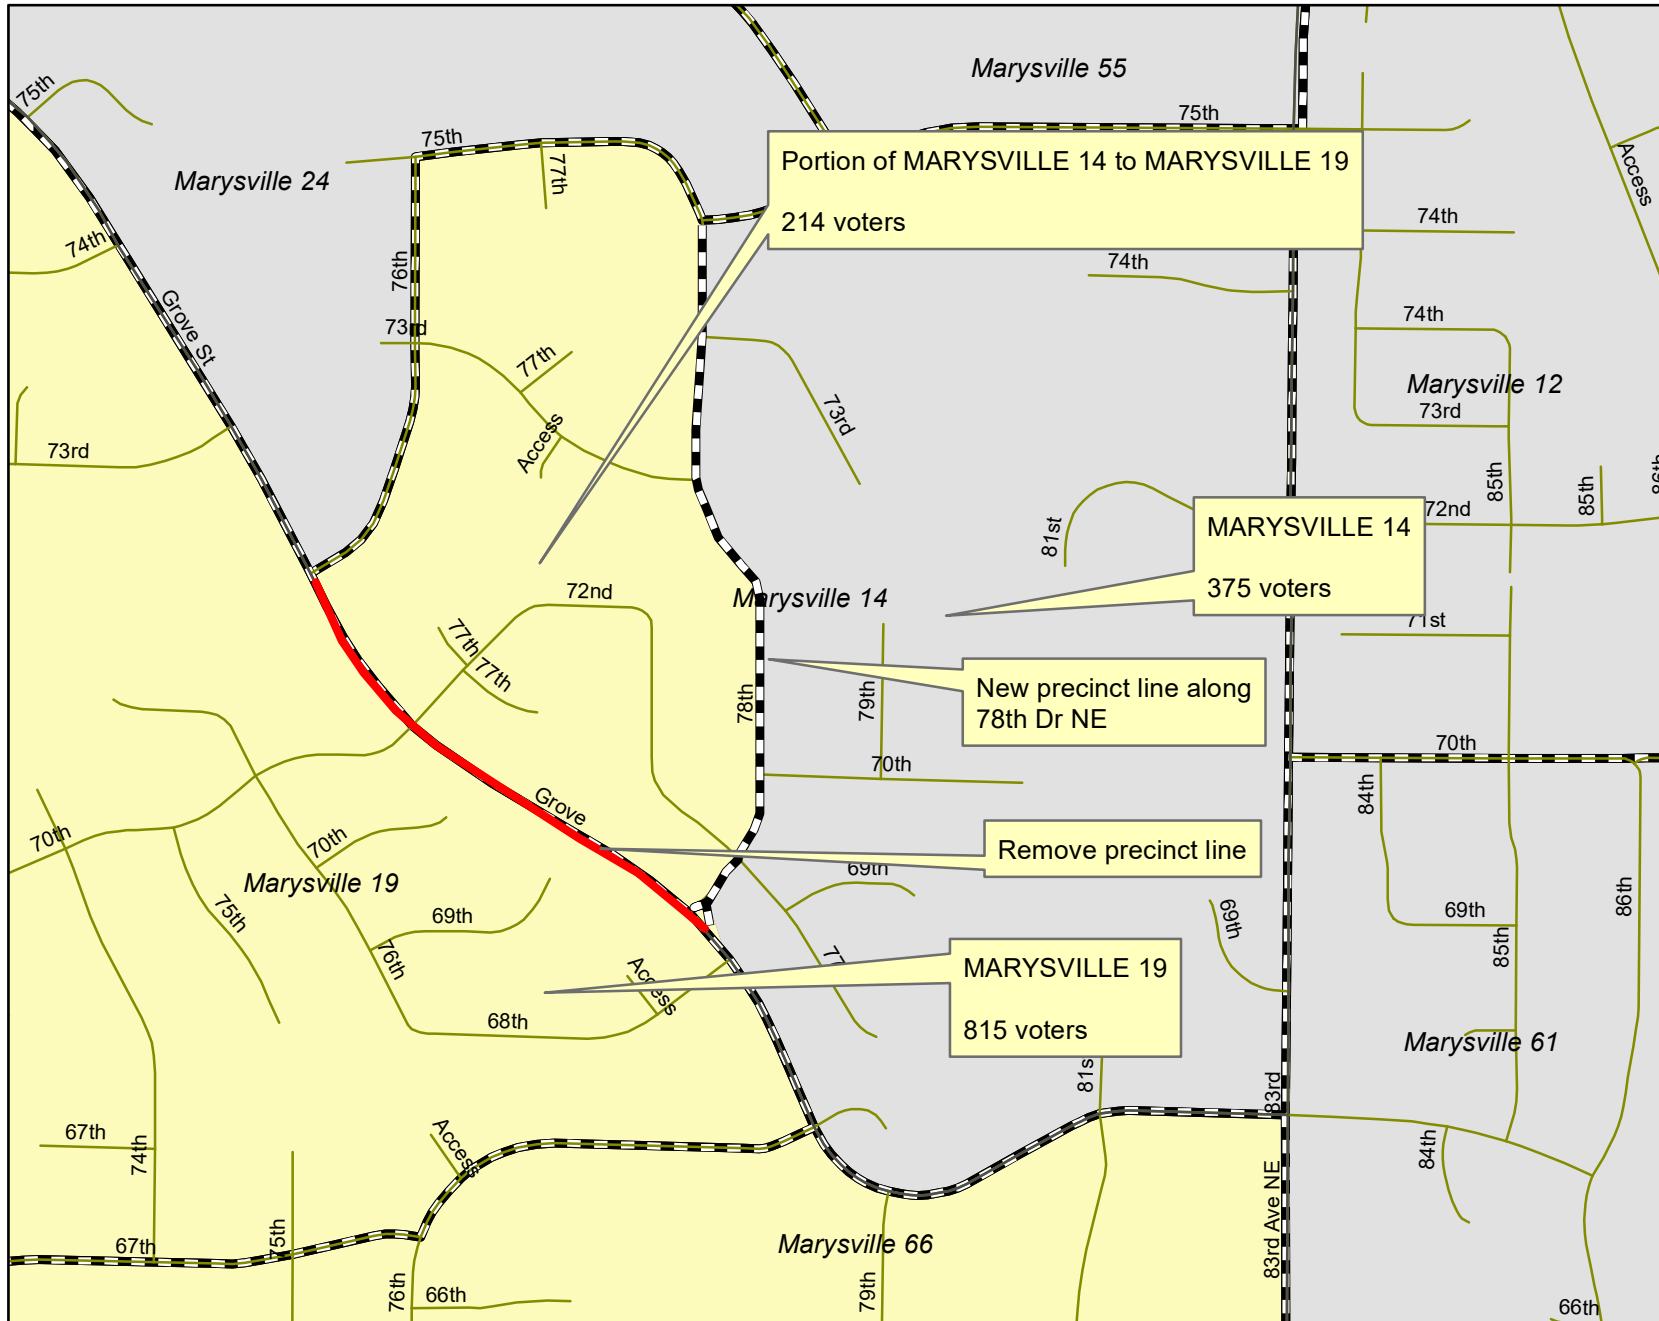 Marysville 55
75th
75th
75th
Marysville 24
77th
Portion of MARYSVILLE 14 to MARYSVILLE 19
214 voters
Access
74th
74th
74th
76th
Grove St
73rd
77th
74th
Marysville 12
73rd
73rd
Access
73rd
85th
85th
72nd
81st
MARYSVILLE 14
375 voters
72nd
Marysville 14
71st
77th
77th
78th
79th
New precinct line along
78th Dr NE
70th
70th
84th
Grove
70th
70th
Remove precinct line
69th
Marysville 19
75th
69th
76th
69th
69th
85th
86th
Access
MARYSVILLE 19
815 voters
68th
Marysville 61
83rd
67th
74th
Access
84th
83rd Ave NE
67th
75th
Marysville 66
76th
66th
79th
66th